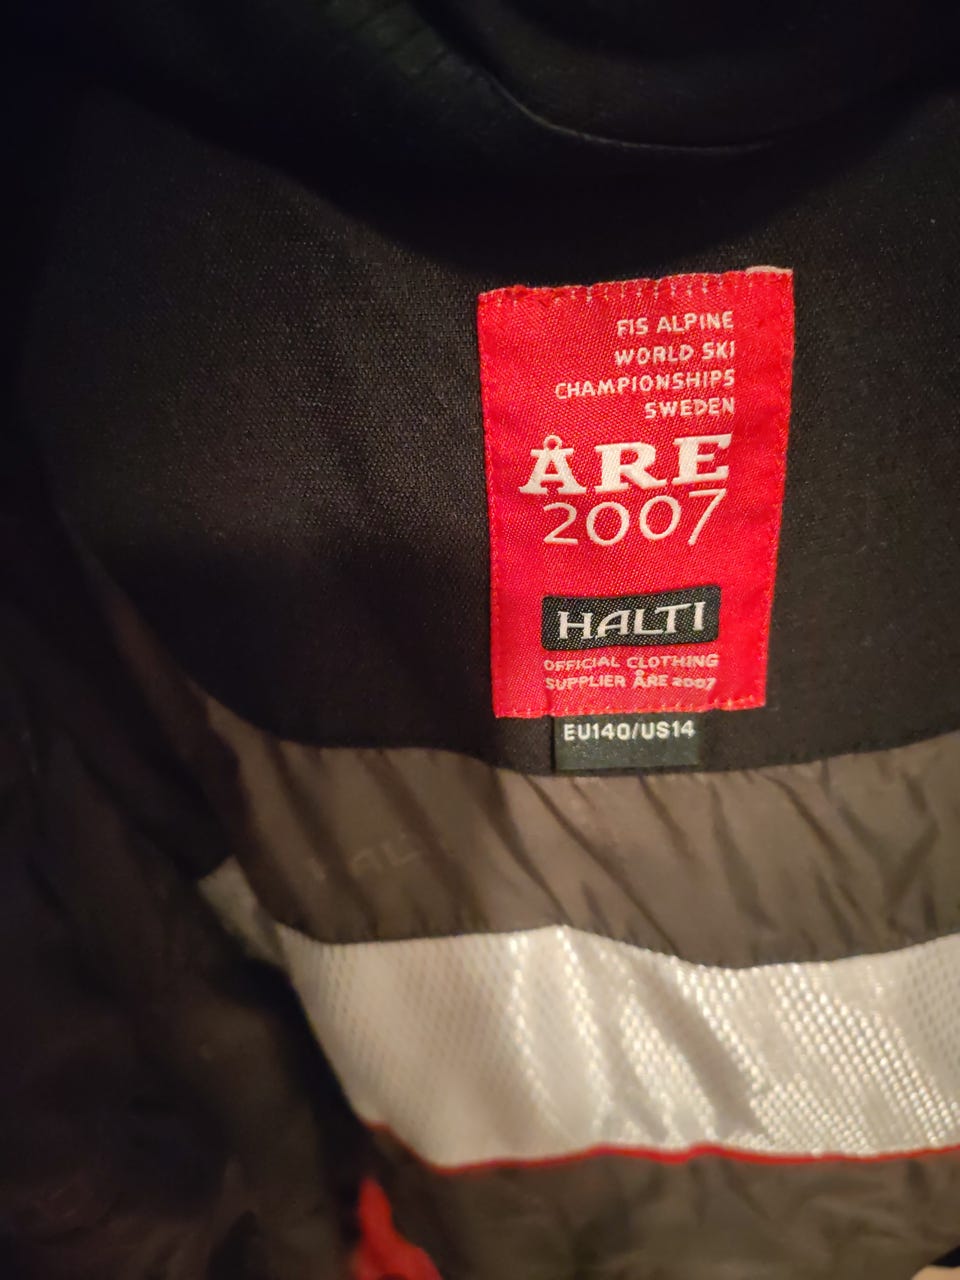 FIS ALPINE
WORLD SKI
CHAMPIONSHIPS
SWEDEN
ÅRE
2007
HALTI
OFFICIAL CLOTHING
SUPPLIER ÅRE 2007
EU140/US14